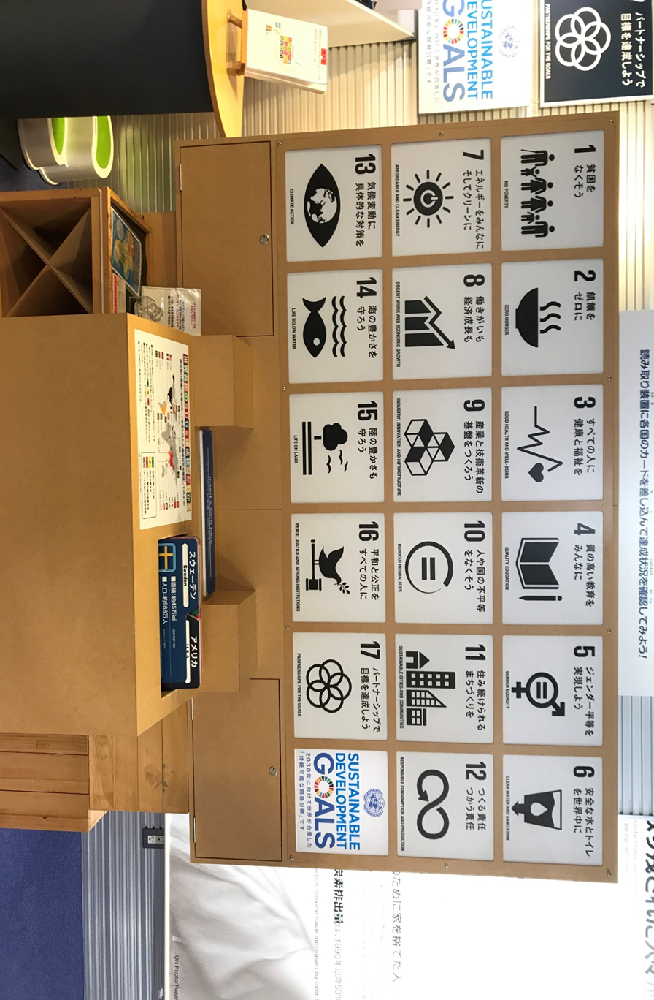 パートナーシップで
目標を達成しよう
PARTNERSHIPS FOR THE GOALS
SUSTAINABLE
DEVELOPMENT
GOALS
読み取り装置に各国のカードを差し込んで達成状況を確認してみよう!
1 貧困を
なくそう
NO POVERTY
2 飢餓を
ゼロに
ZERO HUNGER
3 すべての人に
健康と福祉を
GOOD HEALTH AND WELL-BEING
4 質の高い教育を
みんなに
QUALITY EDUCATION
5 ジェンダー平等を
実現しよう
GENDER EQUALITY
6 安全な水とトイレ
を世界中に
CLEAN WATER AND SANITATION
7 エネルギーをみんなに
そしてクリーンに
AFFORDABLE AND CLEAN ENERGY
8 働きがいも
経済成長も
DECENT WORK AND ECONOMIC GROWTH
9 産業と技術革新の
基盤をつくろう
INDUSTRY, INNOVATION AND INFRASTRUCTURE
10 人や国の不平等
をなくそう
REDUCED INEQUALITIES
11 住み続けられる
まちづくりを
SUSTAINABLE CITIES AND COMMUNITIES
12 つくる責任
つかう責任
RESPONSIBLE CONSUMPTION AND PRODUCTION
13 気候変動に
具体的な対策を
CLIMATE ACTION
14 海の豊かさを
守ろう
LIFE BELOW WATER
15 陸の豊かさも
守ろう
LIFE ON LAND
16 平和と公正を
すべての人に
PEACE, JUSTICE AND STRONG INSTITUTIONS
17 パートナーシップで
目標を達成しよう
PARTNERSHIPS FOR THE GOALS
SUSTAINABLE
DEVELOPMENT
GOALS
2030年に向けて世界が合意した
「持続可能な開発目標」です
のために家を捨てた人
炭素排出量は、1990年以降50%
arbon dioxide have increased by over
UN Photo/Roger
スウェーデン
Sweden
■面積:約45万㎢
■人口:約988万人
アメリカ